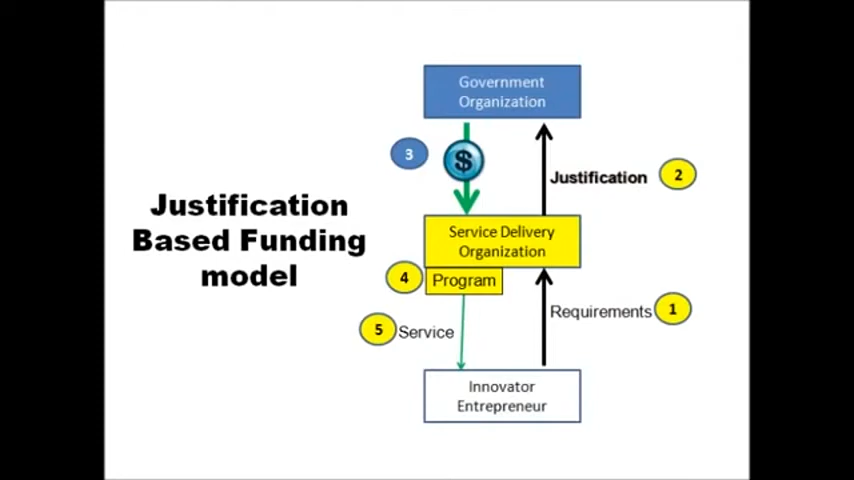 Justification
Based Funding
model
Government
Organization
3
$
Justification
2
Service Delivery
Organization
4
Program
Requirements
1
5
Service
Innovator
Entrepreneur